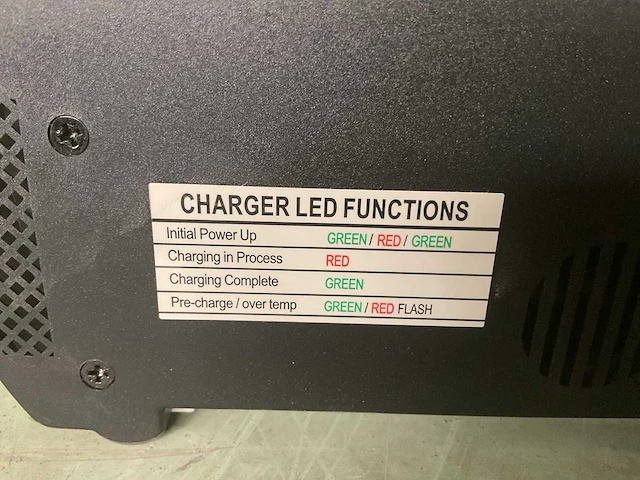 CHARGER LED FUNCTIONS
Initial Power Up GREEN / RED / GREEN
Charging in Process RED
Charging Complete GREEN
Pre-charge / over temp GREEN / RED FLASH